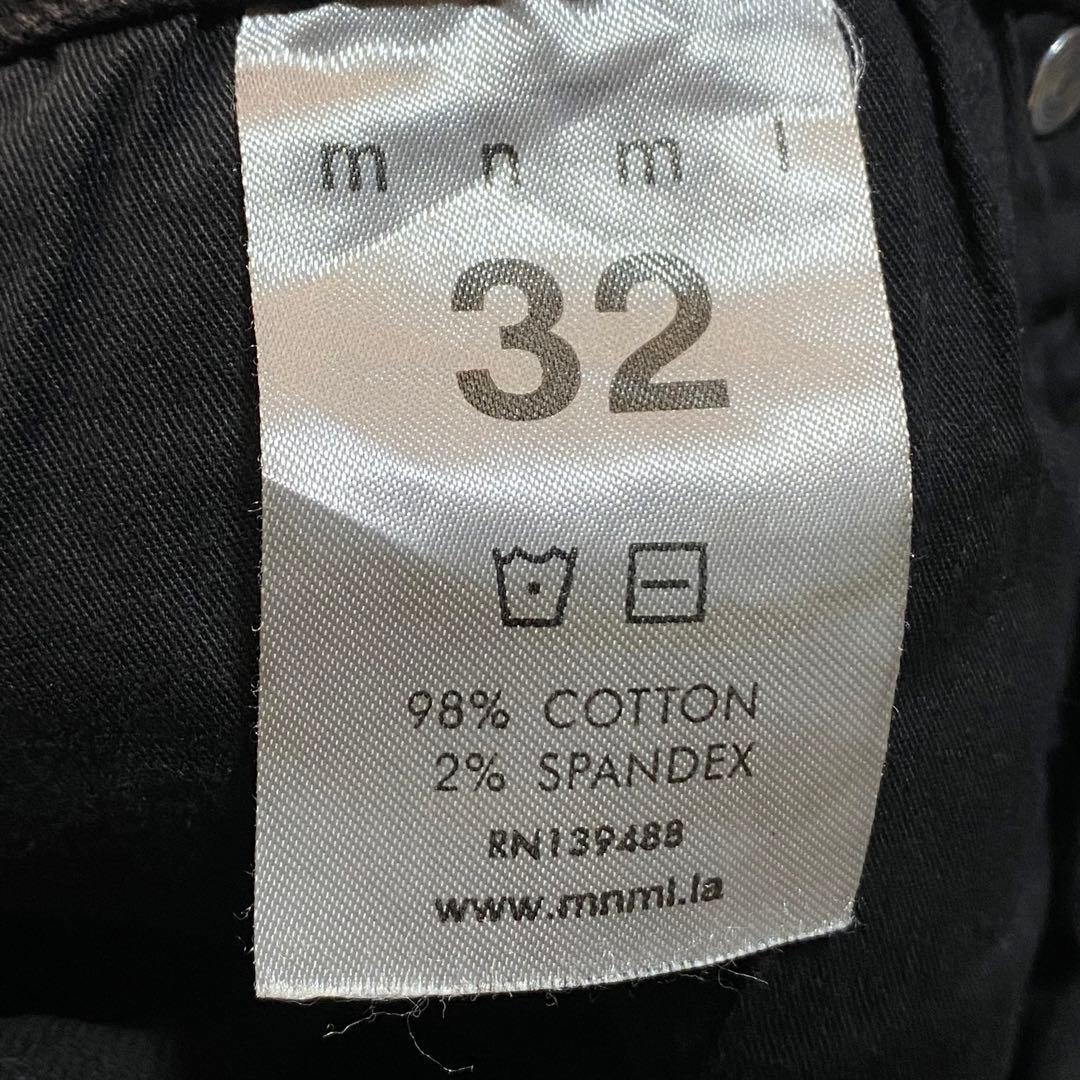 m n m l
32
98% COTTON
2% SPANDEX
RN139488
www.mnml.la